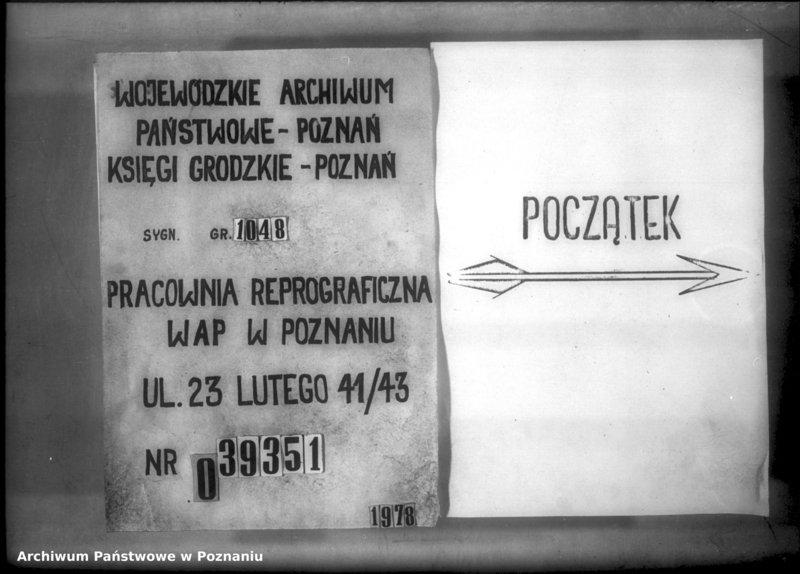 WOJEWÓDZKIE ARCHIWUM
PAŃSTWOWE - POZNAŃ
KSIĘGI GRODZKIE - POZNAŃ
SYGN. GR. 1048
PRACOWNIA REPROGRAFICZNA
WAP W POZNANIU
UL. 23 LUTEGO 41/43
NR 039351
1978
POCZĄTEK
Archiwum Państwowe w Poznaniu